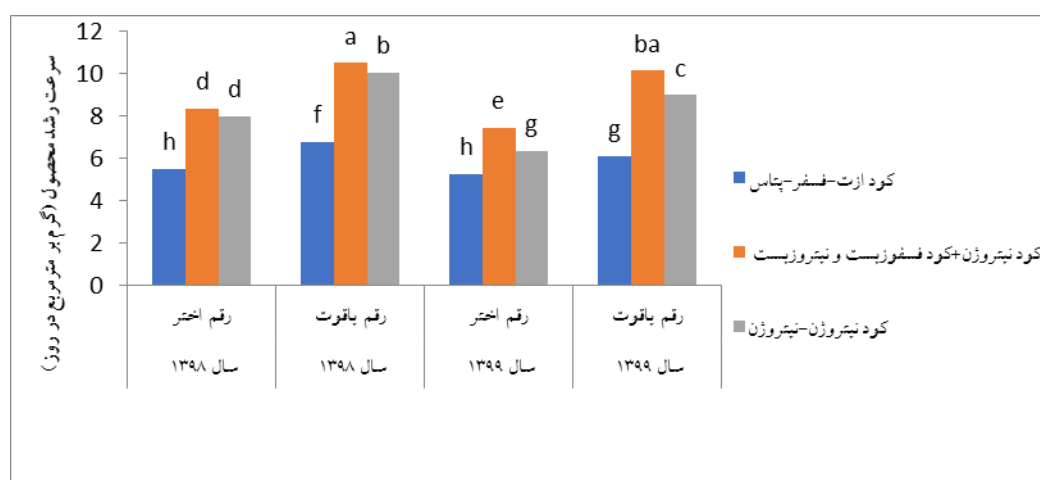 سرعت رشد محصول (گرم بر مترمربع در روز)
12
10
8
6
4
2
0
h d d f a b h e g g ba c
رقم اختر رقم یاقوت رقم اختر رقم یاقوت
سال ۱۳۹۸ سال ۱۳۹۸ سال ۱۳۹۹ سال ۱۳۹۹
کود ازت-فسفر-پتاس
کود نیتروژن+کود فسفوزیست و نیتروزیست
کود نیتروژن-نیتروژن